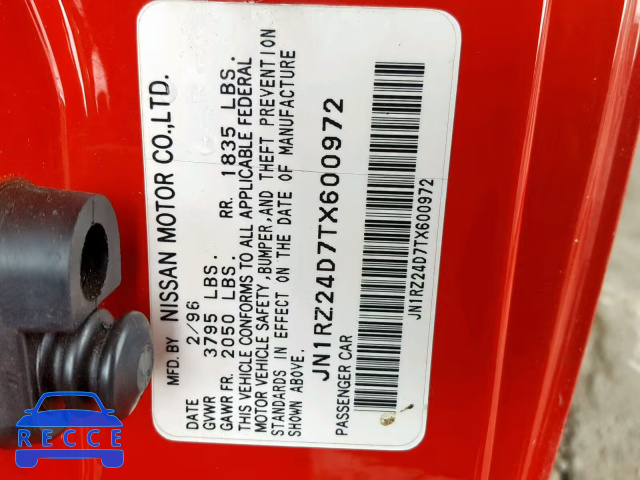 MFD. BY NISSAN MOTOR CO.,LTD.
DATE 2/96
GVWR 3795 LBS.
GAWR FR. 2050 LBS. RR. 1835 LBS.
THIS VEHICLE CONFORMS TO ALL APPLICABLE FEDERAL
MOTOR VEHICLE SAFETY,BUMPER,AND THEFT PREVENTION
STANDARDS IN EFFECT ON THE DATE OF MANUFACTURE
SHOWN ABOVE.
JN1RZ24D7TX600972
PASSENGER CAR
JN1RZ24D7TX600972
RECCE